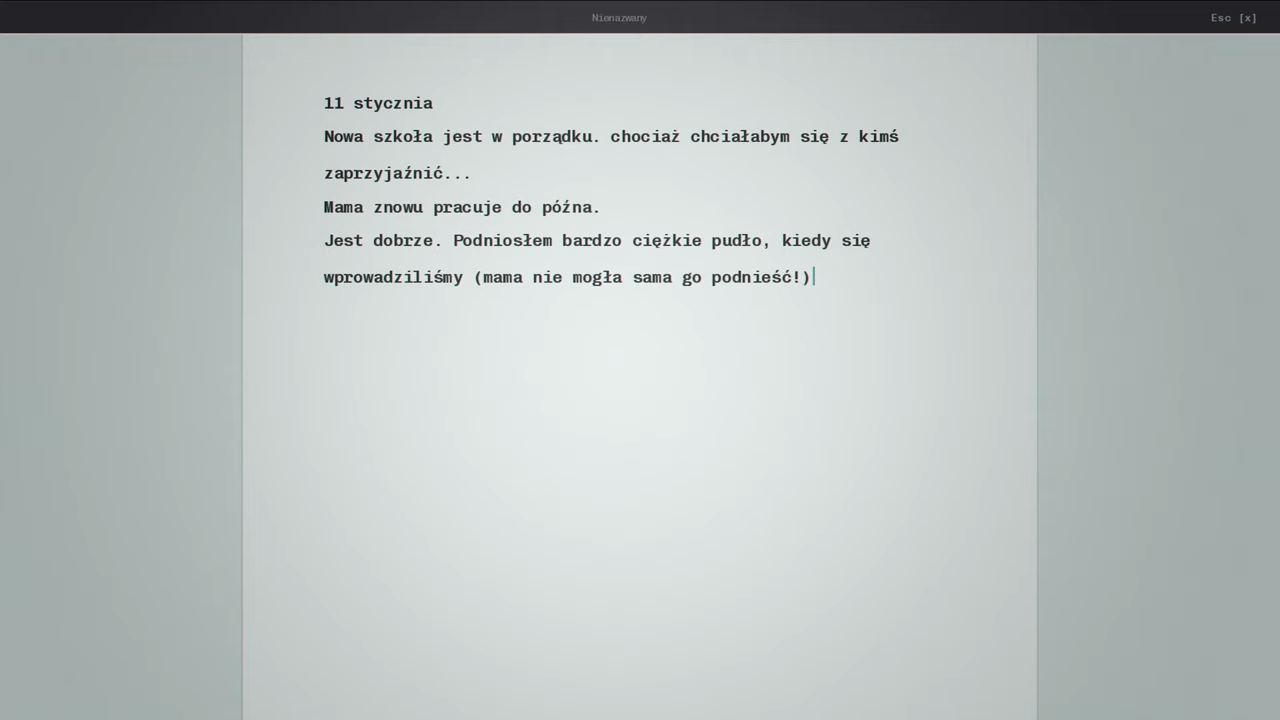 Nienazwany
Esc [x]
11 stycznia
Nowa szkoła jest w porządku. chociaż chciałabym się z kimś
zaprzyjaźnić...
Mama znowu pracuje do późna.
Jest dobrze. Podniosłem bardzo ciężkie pudło, kiedy się
wprowadziliśmy (mama nie mogła sama go podnieść!)